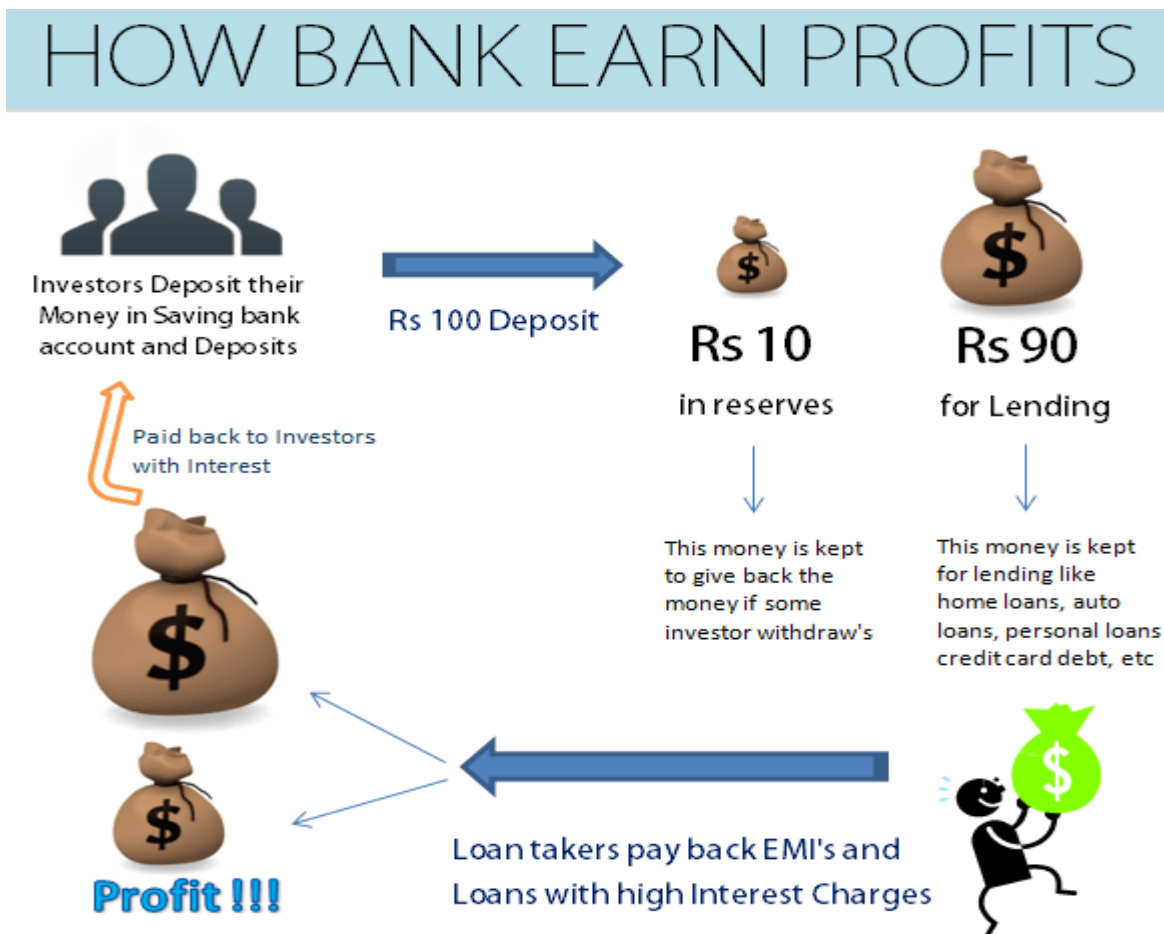 HOW BANK EARN PROFITS
Investors Deposit their
Money in Saving bank
account and Deposits
Rs 100 Deposit
$
Rs 10
in reserves
$
Rs 90
for Lending
Paid back to Investors
with Interest
This money is kept
to give back the
money if some
investor withdraw's
This money is kept
for lending like
home loans, auto
loans, personal loans
credit card debt, etc
$
$
Profit !!!
$
Loan takers pay back EMI's and
Loans with high Interest Charges